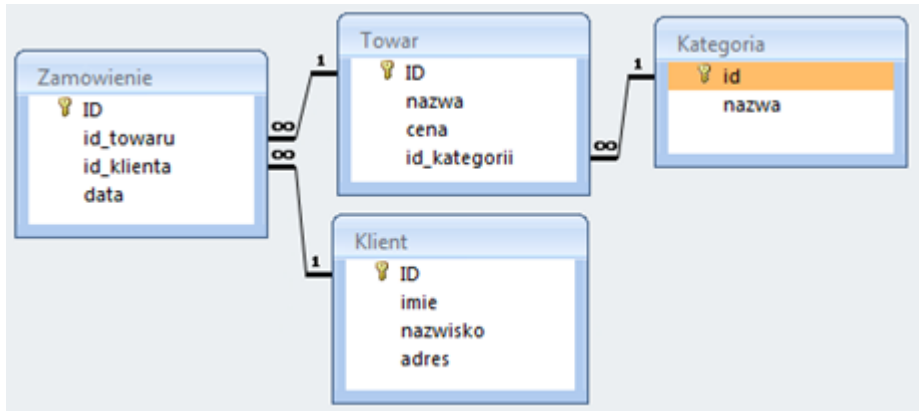 Zamowienie
ID
id_towaru
id_klienta
data
∞
∞
1
1
Towar
ID
nazwa
cena
id_kategorii
∞
1
Kategoria
id
nazwa
Klient
ID
imie
nazwisko
adres